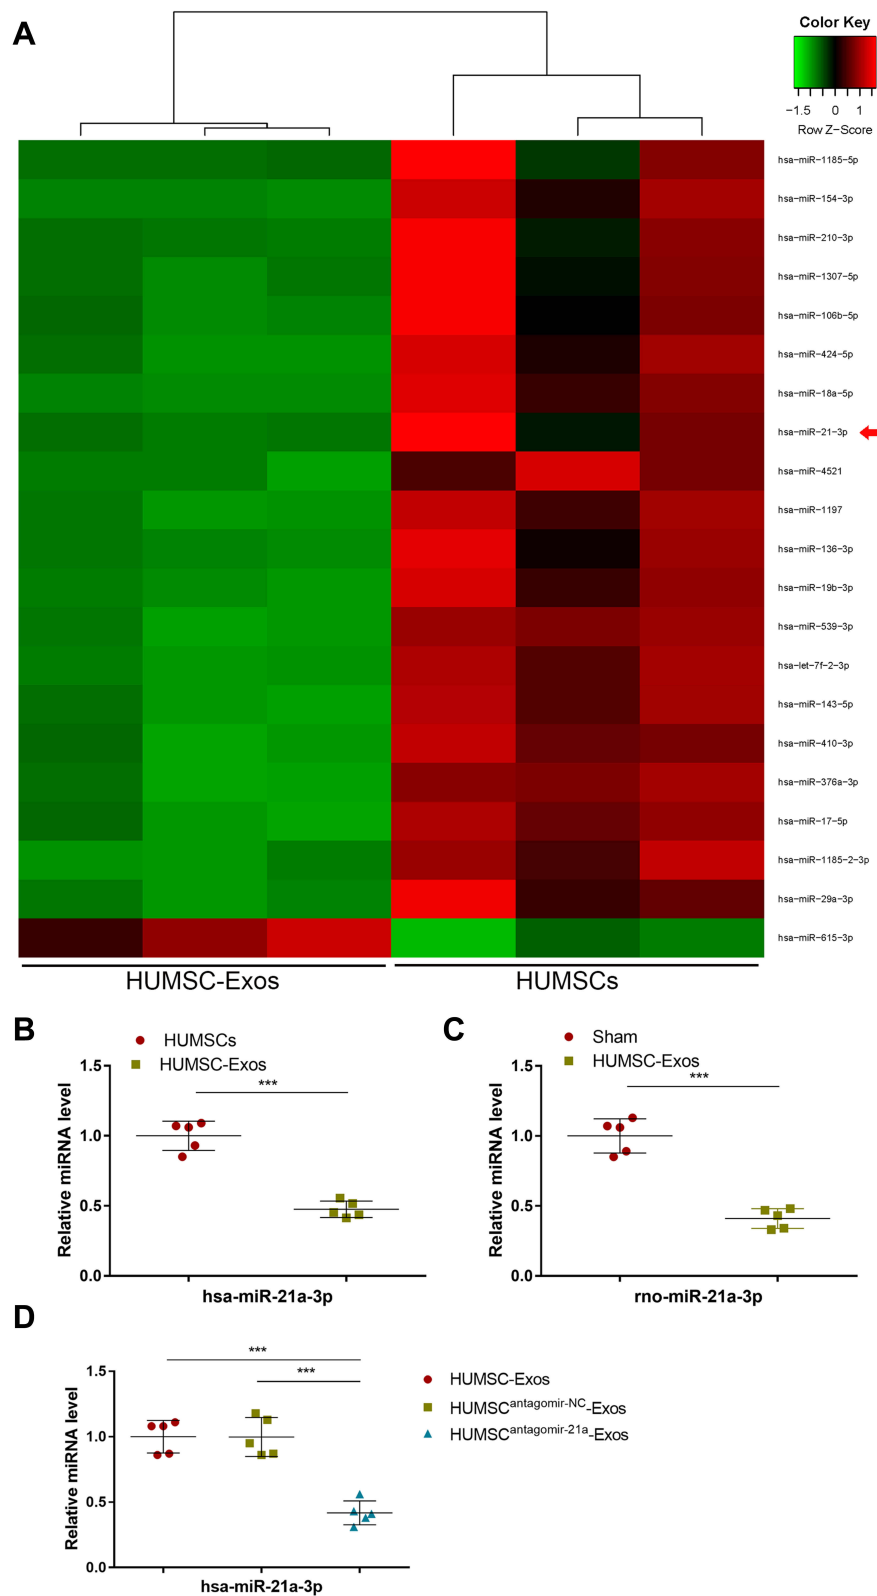 A
Color Key
−1.5 0 1
Row Z−Score
hsa−miR−1185−5p
hsa−miR−154−3p
hsa−miR−210−3p
hsa−miR−1307−5p
hsa−miR−106b−5p
hsa−miR−424−5p
hsa−miR−18a−5p
hsa−miR−21−3p
hsa−miR−4521
hsa−miR−1197
hsa−miR−136−3p
hsa−miR−19b−3p
hsa−miR−539−3p
hsa−let−7f−2−3p
hsa−miR−143−5p
hsa−miR−410−3p
hsa−miR−376a−3p
hsa−miR−17−5p
hsa−miR−1185−2−3p
hsa−miR−29a−3p
hsa−miR−615−3p
HUMSC-Exos HUMSCs
B
HUMSCs
HUMSC-Exos
***
Relative miRNA level
1.5
1.0
0.5
0.0
hsa-miR-21a-3p
C
Sham
HUMSC-Exos
***
Relative miRNA level
1.5
1.0
0.5
0.0
rno-miR-21a-3p
D
***
***
Relative miRNA level
1.5
1.0
0.5
0.0
hsa-miR-21a-3p
HUMSC-Exos
HUMSCantagomir-NC-Exos
HUMSCantagomir-21a-Exos